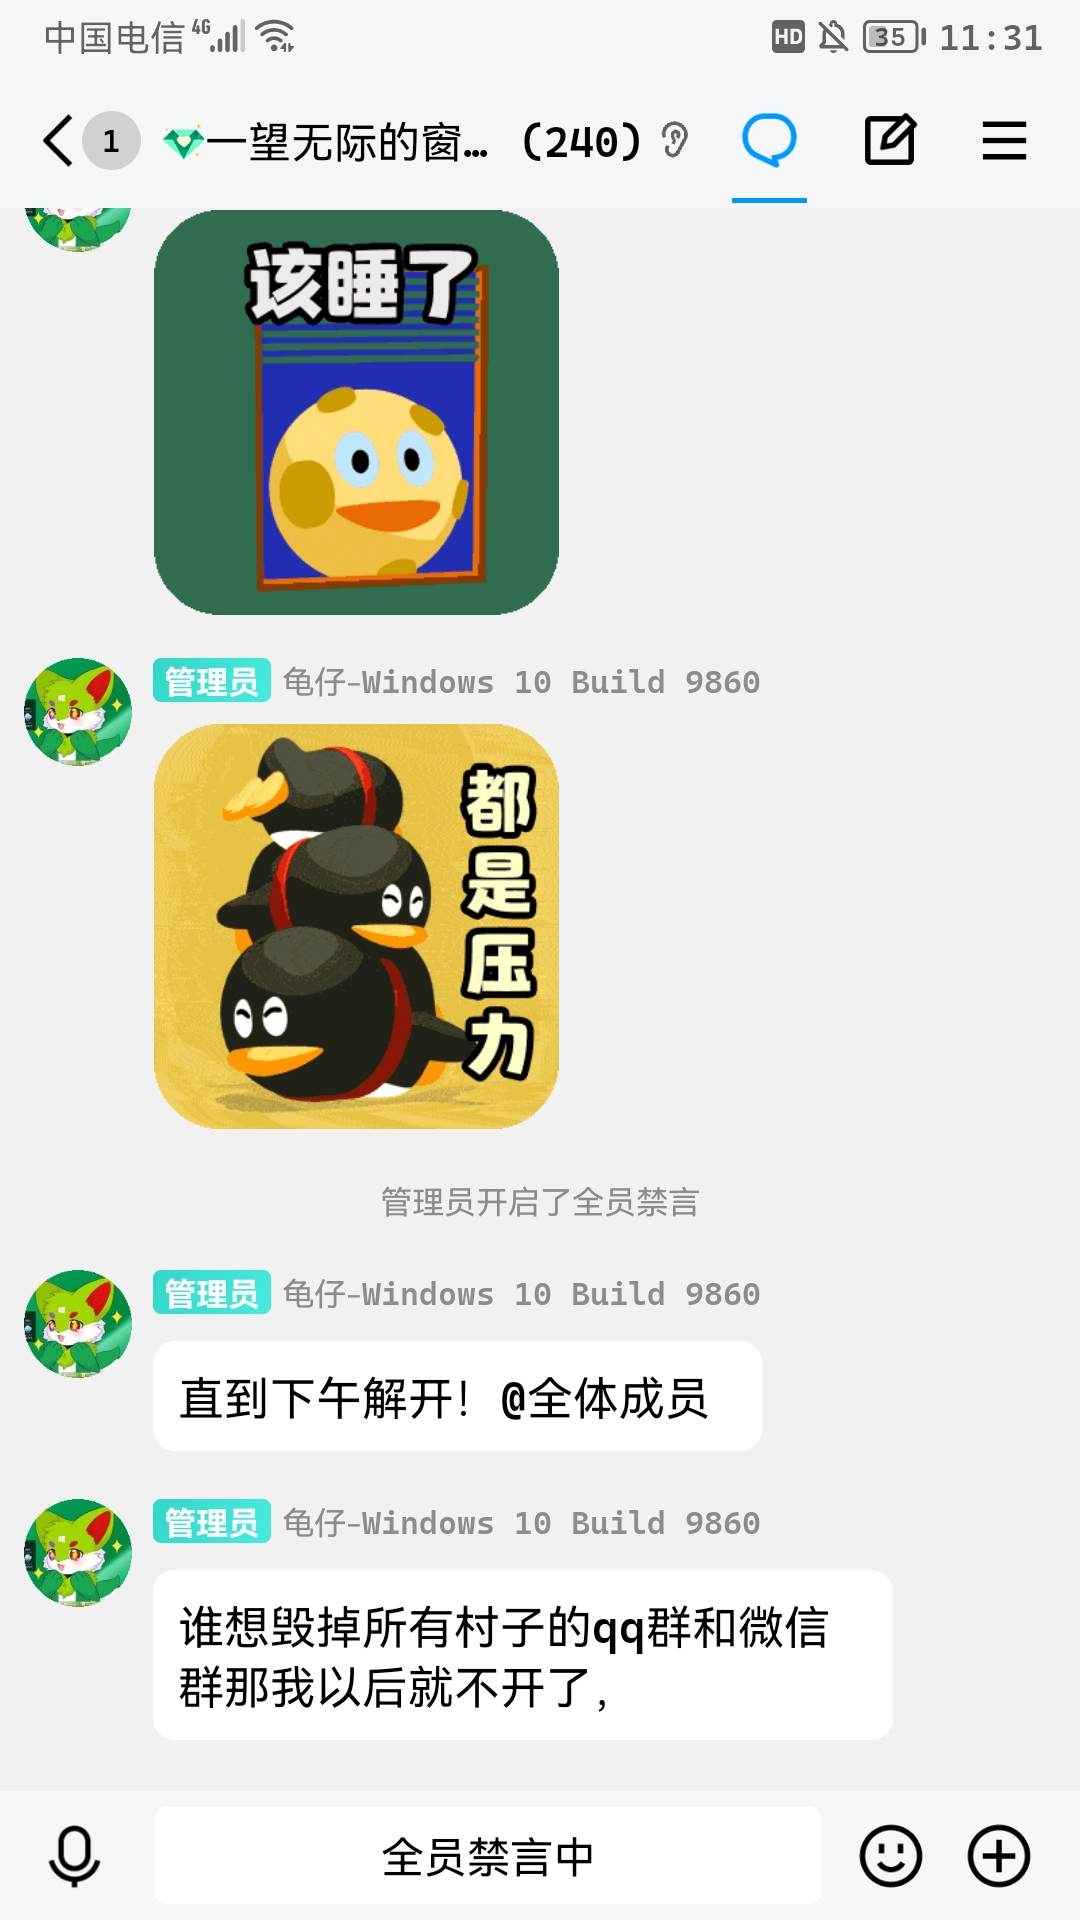 中国电信 4G HD 35 11:31
1 一望无际的窗... (240)
该睡了
管理员 龟仔-Windows 10 Build 9860
都是压力
管理员开启了全员禁言
管理员 龟仔-Windows 10 Build 9860
直到下午解开！@全体成员
管理员 龟仔-Windows 10 Build 9860
谁想毁掉所有村子的qq群和微信
群那我以后就不开了，
全员禁言中